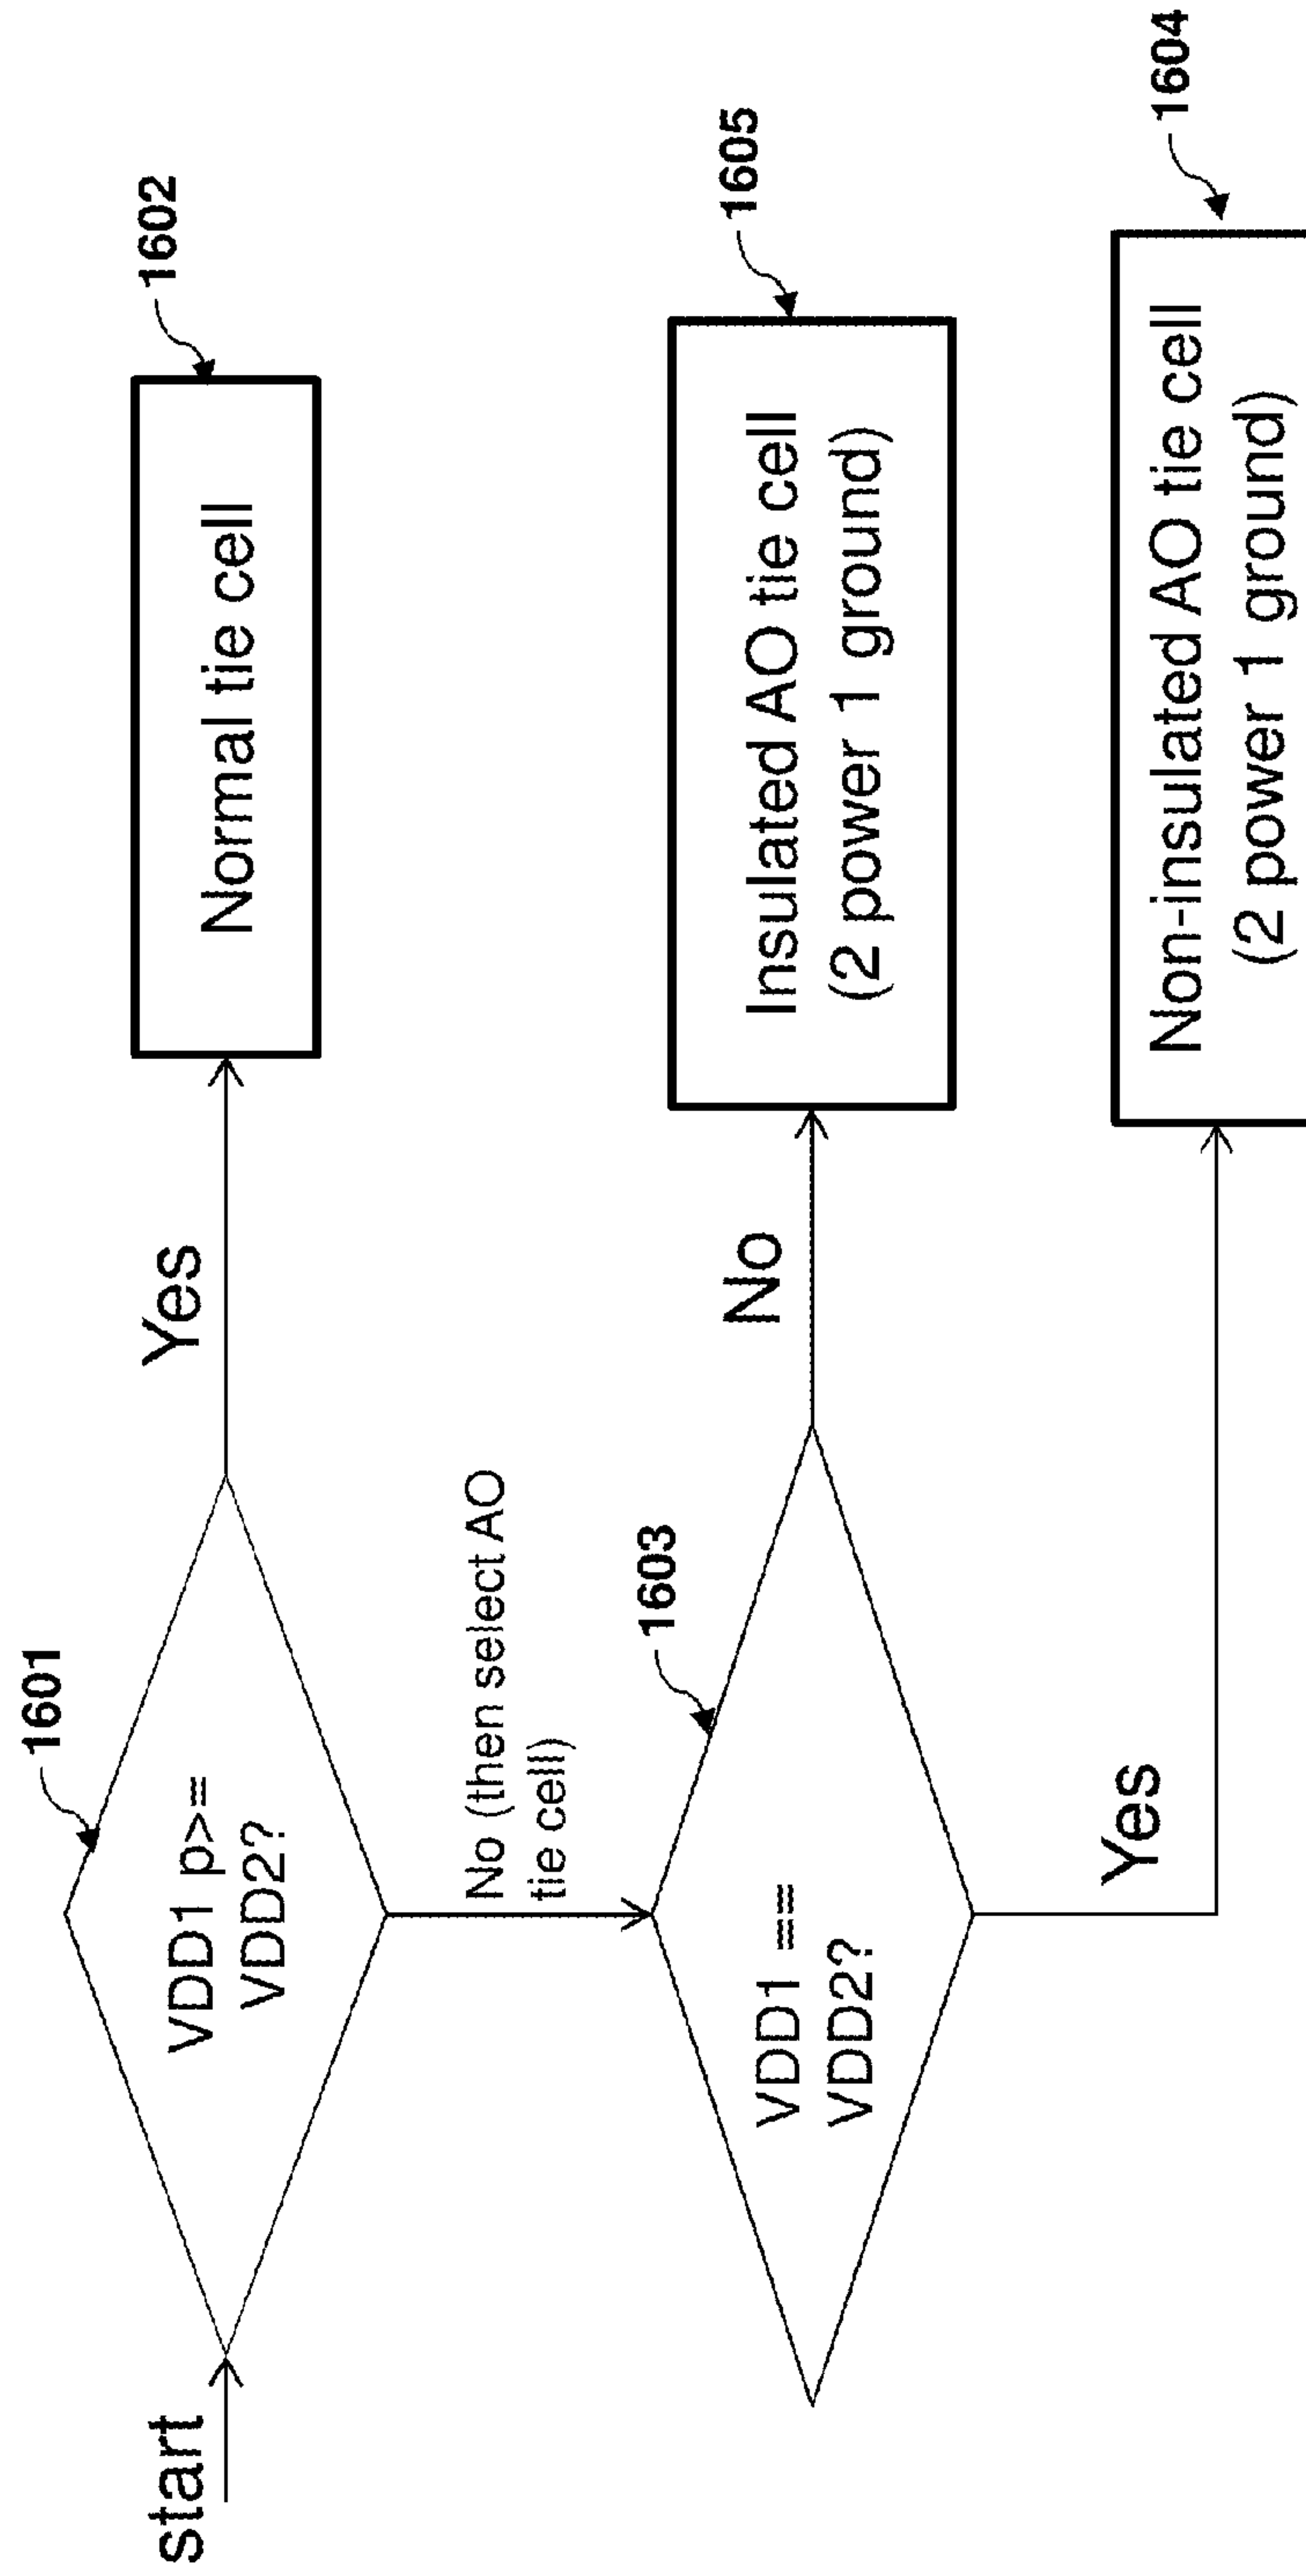 start
1601
VDD1 p>=
VDD2?
Yes
1602
Normal tie cell
No (then select AO
tie cell)
1603
VDD1 ==
VDD2?
No
1605
Insulated AO tie cell
(2 power 1 ground)
Yes
1604
Non-insulated AO tie cell
(2 power 1 ground)